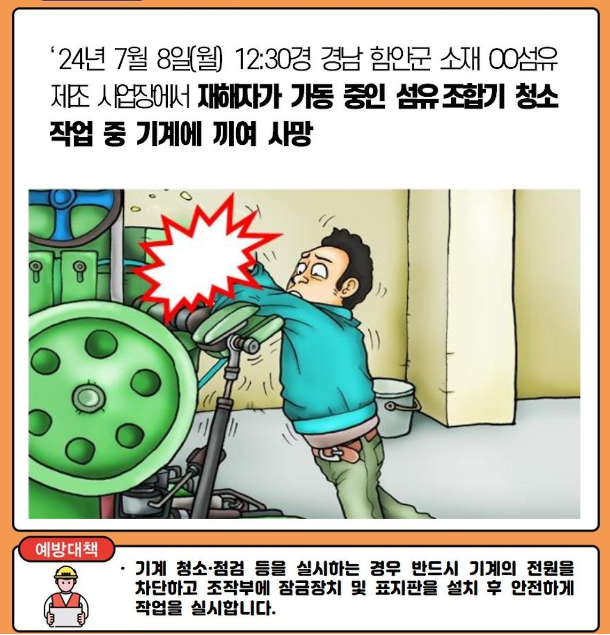 ‘24년 7월 8일(월) 12:30경 경남 함안군 소재 OO섬유
제조 사업장에서 재해자가 가동 중인 섬유조합기 청소
작업 중 기계에 끼여 사망
예방대책
· 기계 청소·점검 등을 실시하는 경우 반드시 기계의 전원을
차단하고 조작부에 잠금장치 및 표지판을 설치 후 안전하게
작업을 실시합니다.